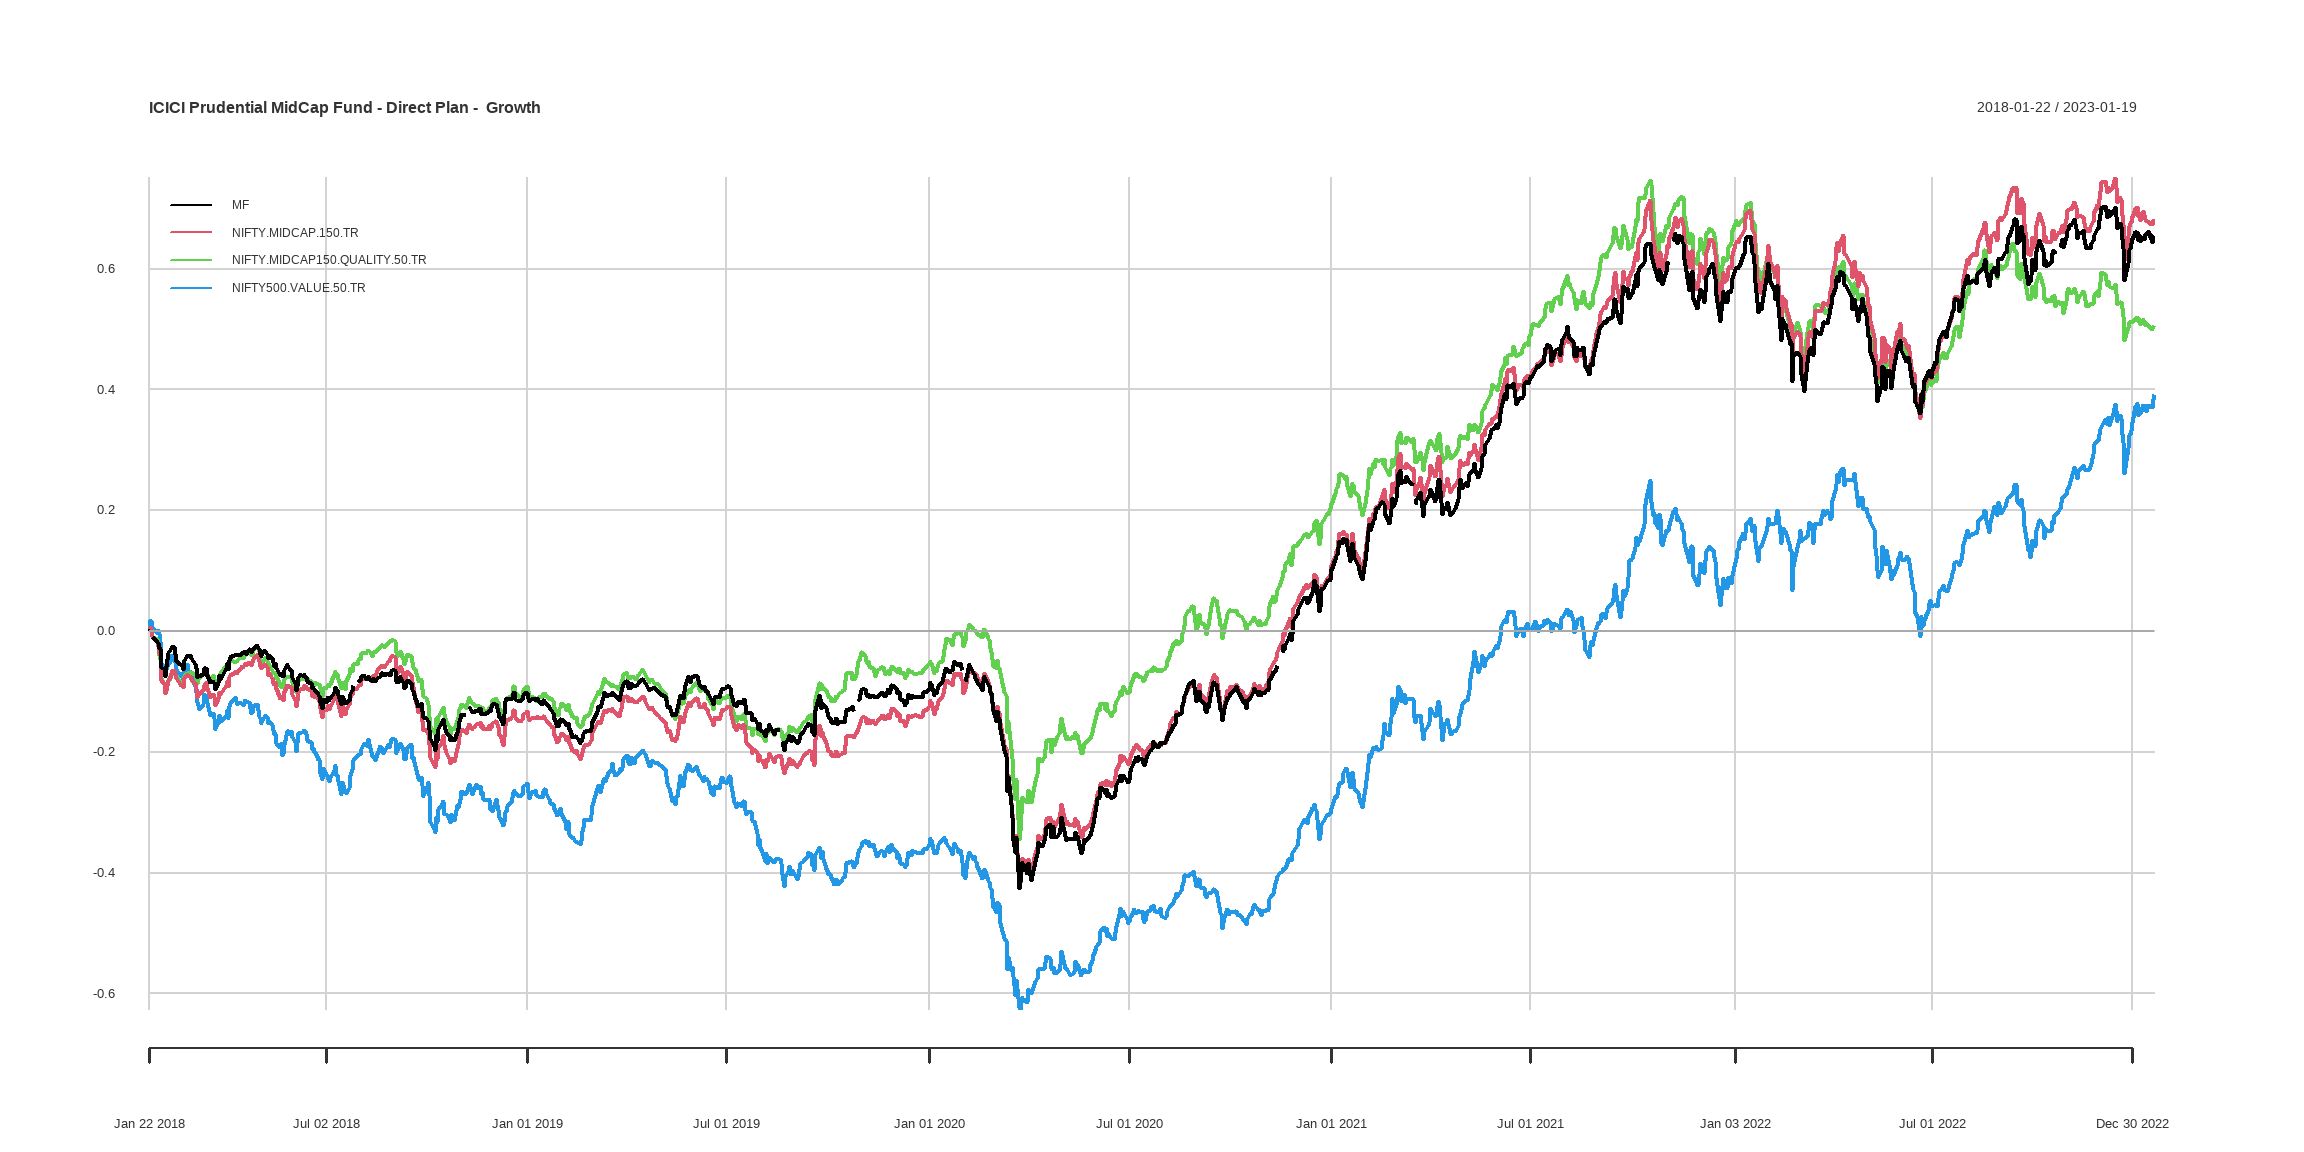 ICICI Prudential MidCap Fund - Direct Plan -  Growth
2018-01-22 / 2023-01-19
MF
NIFTY.MIDCAP.150.TR
NIFTY.MIDCAP150.QUALITY.50.TR
NIFTY500.VALUE.50.TR
0.6
0.4
0.2
0.0
-0.2
-0.4
-0.6
Jan 22 2018
Jul 02 2018
Jan 01 2019
Jul 01 2019
Jan 01 2020
Jul 01 2020
Jan 01 2021
Jul 01 2021
Jan 03 2022
Jul 01 2022
Dec 30 2022